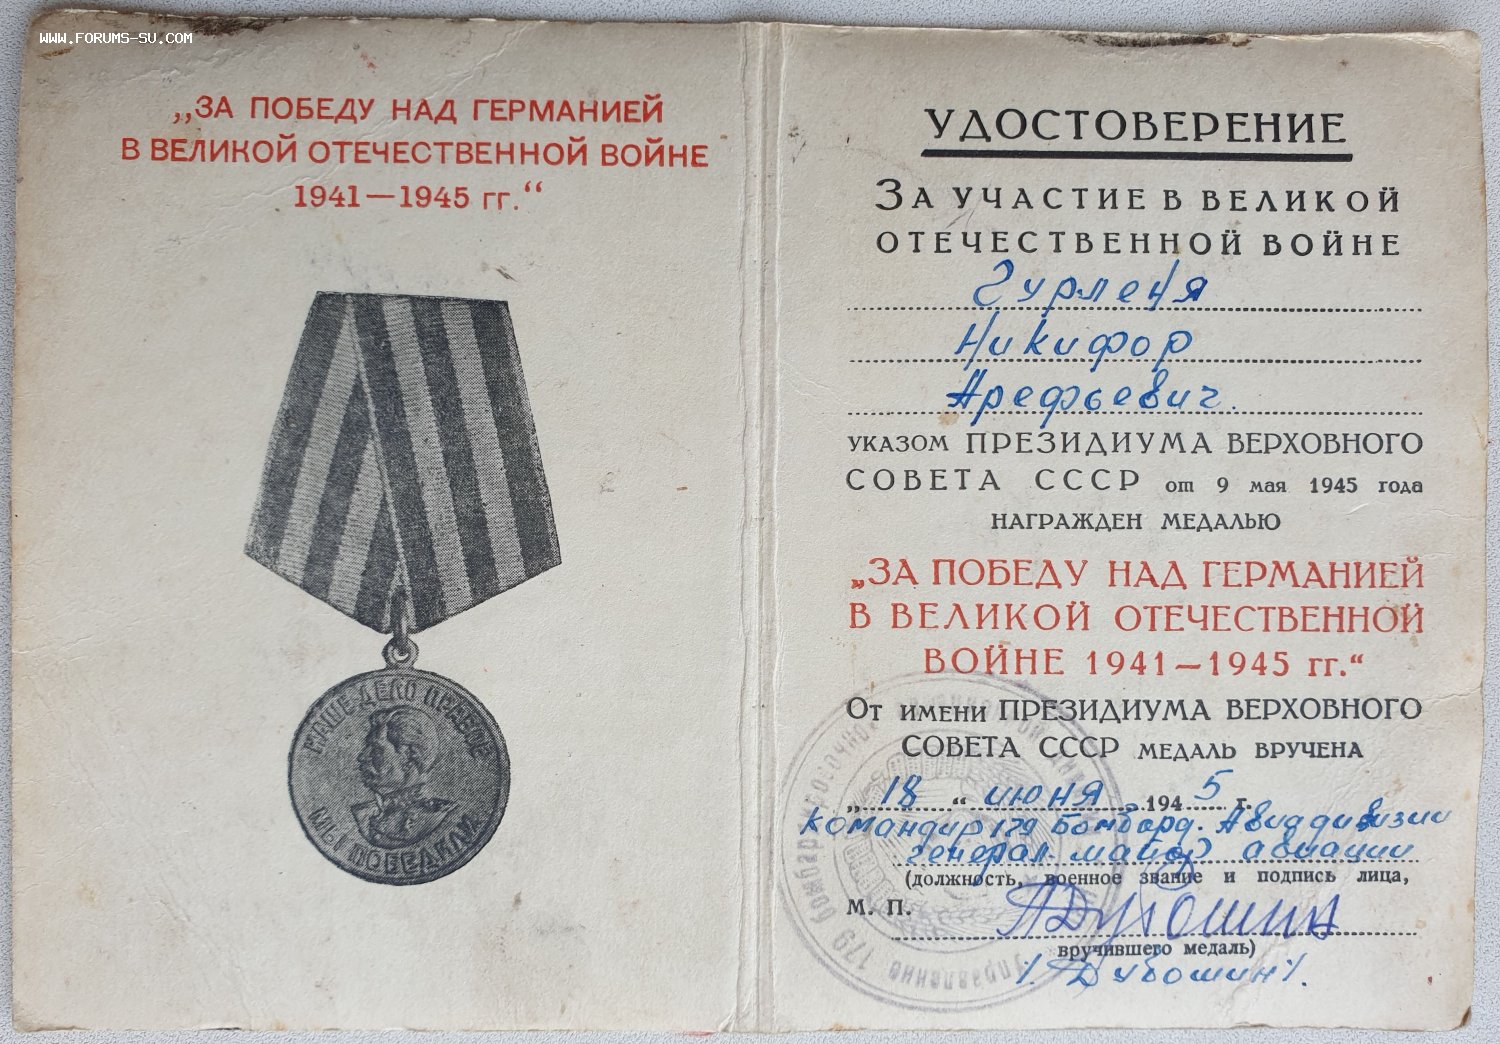 WWW.FORUMS-SU.COM
„ЗА ПОБЕДУ НАД ГЕРМАНИЕЙ
В ВЕЛИКОЙ ОТЕЧЕСТВЕННОЙ ВОЙНЕ
1941—1945 гг.“
НАШЕ ДЕЛО ПРАВОЕ
МЫ ПОБЕДИЛИ
УДОСТОВЕРЕНИЕ
ЗА УЧАСТИЕ В ВЕЛИКОЙ
ОТЕЧЕСТВЕННОЙ ВОЙНЕ
Гурленя
Никифор
Арефьевич.
УКАЗОМ ПРЕЗИДИУМА ВЕРХОВНОГО
СОВЕТА СССР от 9 мая 1945 года
НАГРАЖДЕН МЕДАЛЬЮ
„ЗА ПОБЕДУ НАД ГЕРМАНИЕЙ
В ВЕЛИКОЙ ОТЕЧЕСТВЕННОЙ
ВОЙНЕ 1941—1945 гг.“
ОТ ИМЕНИ ПРЕЗИДИУМА ВЕРХОВНОГО
СОВЕТА СССР МЕДАЛЬ ВРУЧЕНА
„18“ июня 1945 г.
Командир 179 Бомбард. Авиадивизии
генерал-майор авиации
(должность, военное звание и подпись лица,
М. П.
Дубошин
вручившего медаль)
/. Дубошин/.
Управление 179 бомбардировочной